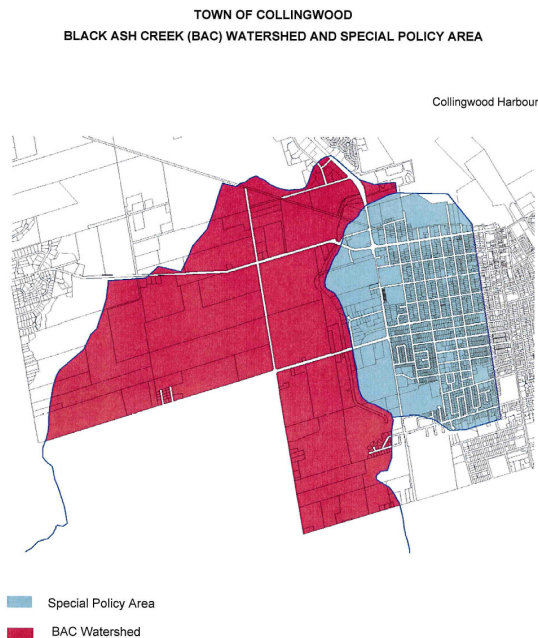 TOWN OF COLLINGWOOD
BLACK ASH CREEK (BAC) WATERSHED AND SPECIAL POLICY AREA
Collingwood Harbour
Special Policy Area
BAC Watershed